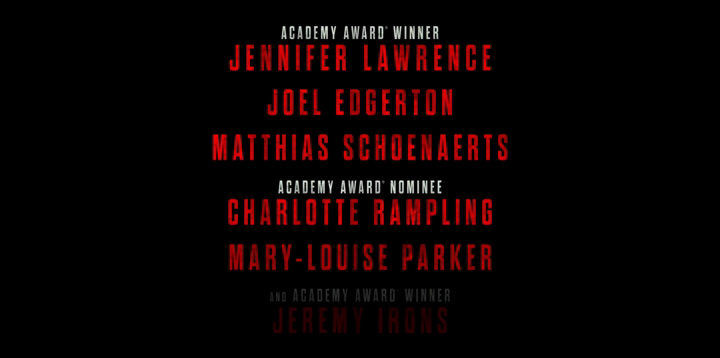 ACADEMY AWARD® WINNER
JENNIFER LAWRENCE
JOEL EDGERTON
MATTHIAS SCHOENAERTS
ACADEMY AWARD® NOMINEE
CHARLOTTE RAMPLING
MARY-LOUISE PARKER
AND ACADEMY AWARD® WINNER
JEREMY IRONS